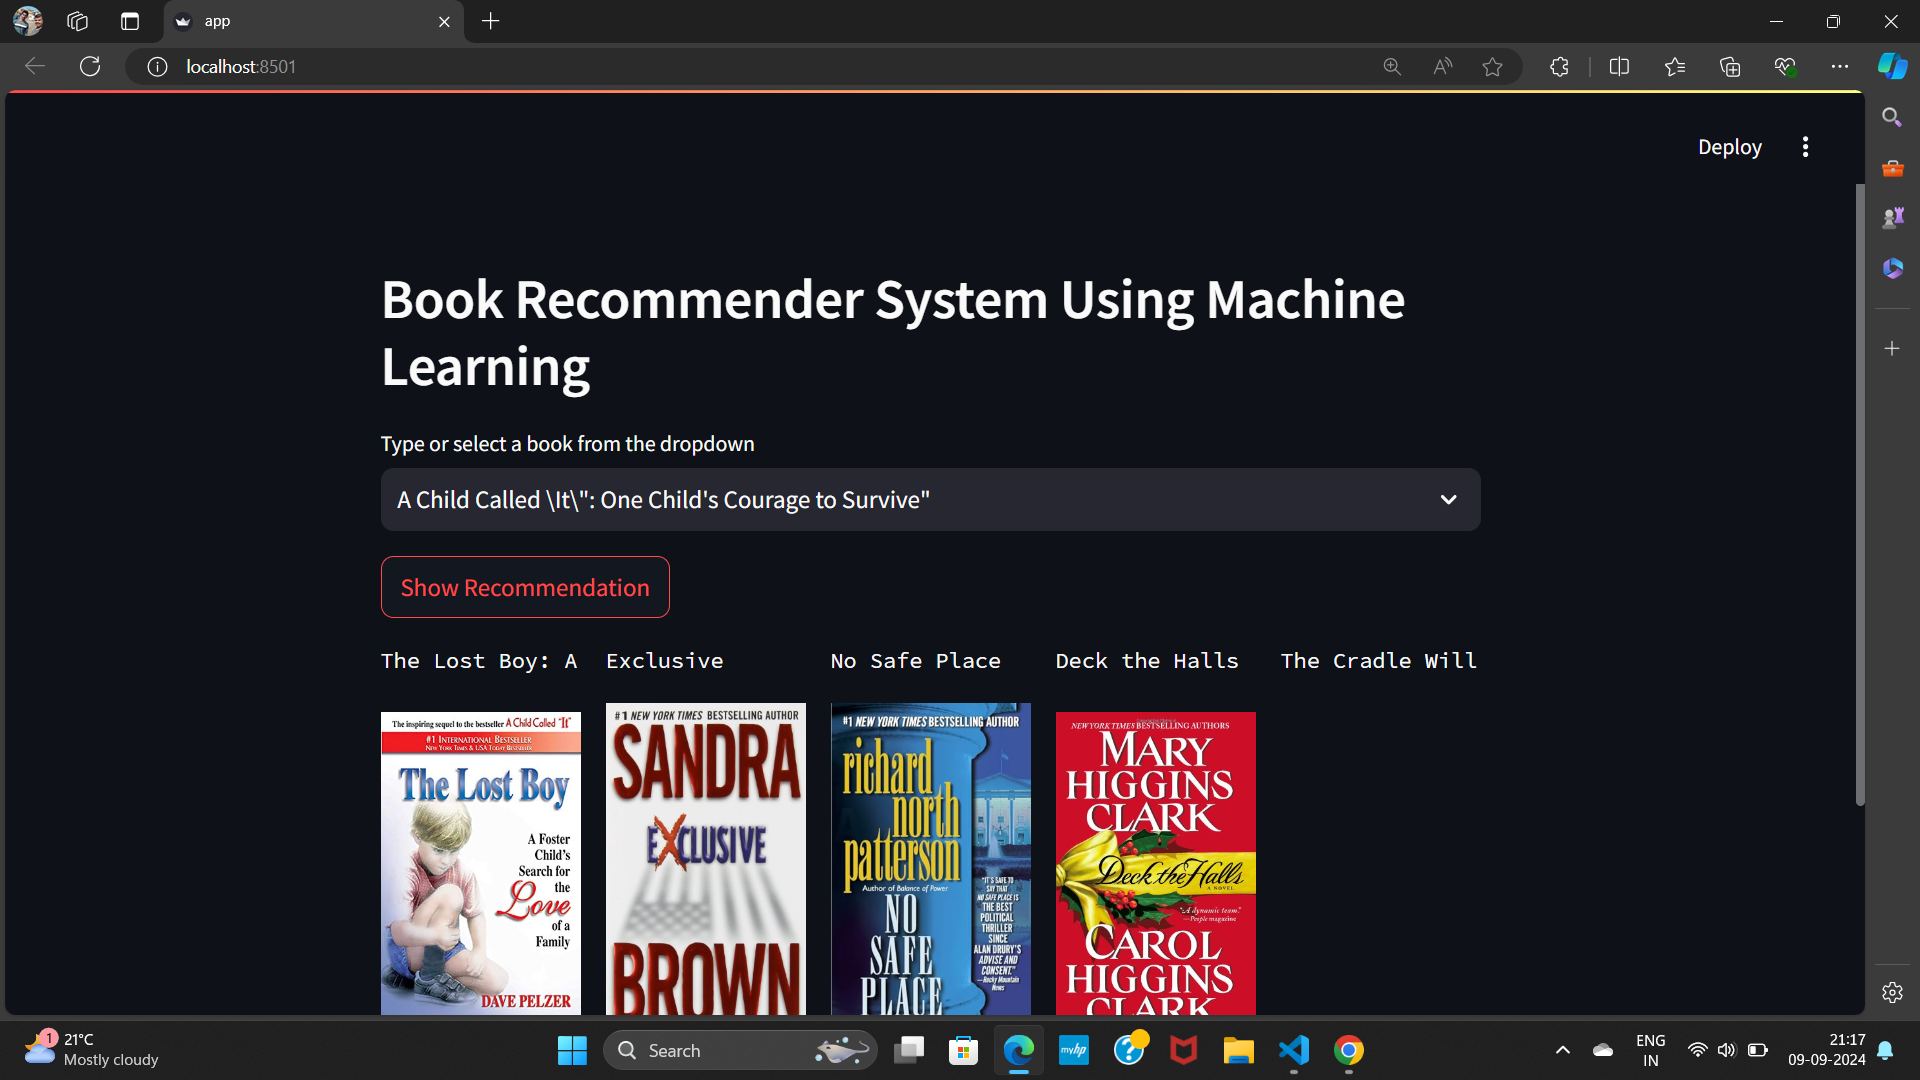 app
localhost:8501
Deploy
Book Recommender System Using Machine
Learning
Type or select a book from the dropdown
A Child Called \It\": One Child's Courage to Survive"
Show Recommendation
The Lost Boy: A
Exclusive
No Safe Place
Deck the Halls
The Cradle Will
The inspiring sequel to the bestseller A Child Called "It"
#1 INTERNATIONAL BESTSELLER
NEW YORK TIMES & USA TODAY BESTSELLER
The Lost Boy
A Foster
Child's
Search for
the
Love
of a
Family
DAVE PELZER
#1 NEW YORK TIMES BESTSELLING AUTHOR
SANDRA
EXCLUSIVE
BROWN
#1 NEW YORK TIMES BESTSELLING AUTHOR
richard
north
patterson
Author of Balance of Power
NO
SAFE
PLACE
"IT'S SAFE TO
SAY THAT
NO SAFE PLACE IS
THE BEST
POLITICAL
THRILLER
SINCE
ALLAN DRURY'S
ADVISE AND
CONSENT."
—Rocky Mountain
News
NEW YORK TIMES BESTSELLING AUTHORS
MARY
HIGGINS
CLARK
Deck the Halls
A NOVEL
"A dynamic team."
—People magazine
CAROL
HIGGINS
CLARK
1
21°C
Mostly cloudy
Search
myhp
ENG
IN
21:17
09-09-2024